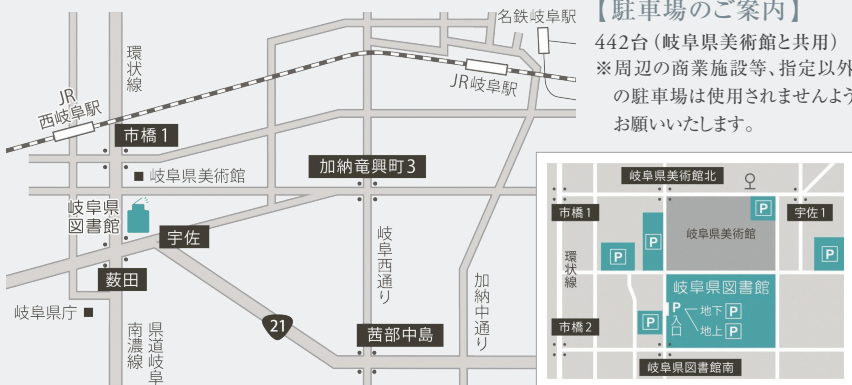 名鉄岐阜駅
環状線
JR
西岐阜駅
JR岐阜駅
市橋1
岐阜県美術館
加納竜興町3
岐阜県
図書館
宇佐
薮田
岐阜県庁
岐阜西通り
加納中通り
21
茜部中島
県道岐阜
南濃線
【駐車場のご案内】
442台（岐阜県美術館と共用）
※周辺の商業施設等、指定以外
の駐車場は使用されませんよう
お願いいたします。
岐阜県美術館北
市橋1
P
宇佐1
岐阜県美術館
P
P
P
環状線
岐阜県図書館
P入口
地下P
地上P
P
市橋2
岐阜県図書館南